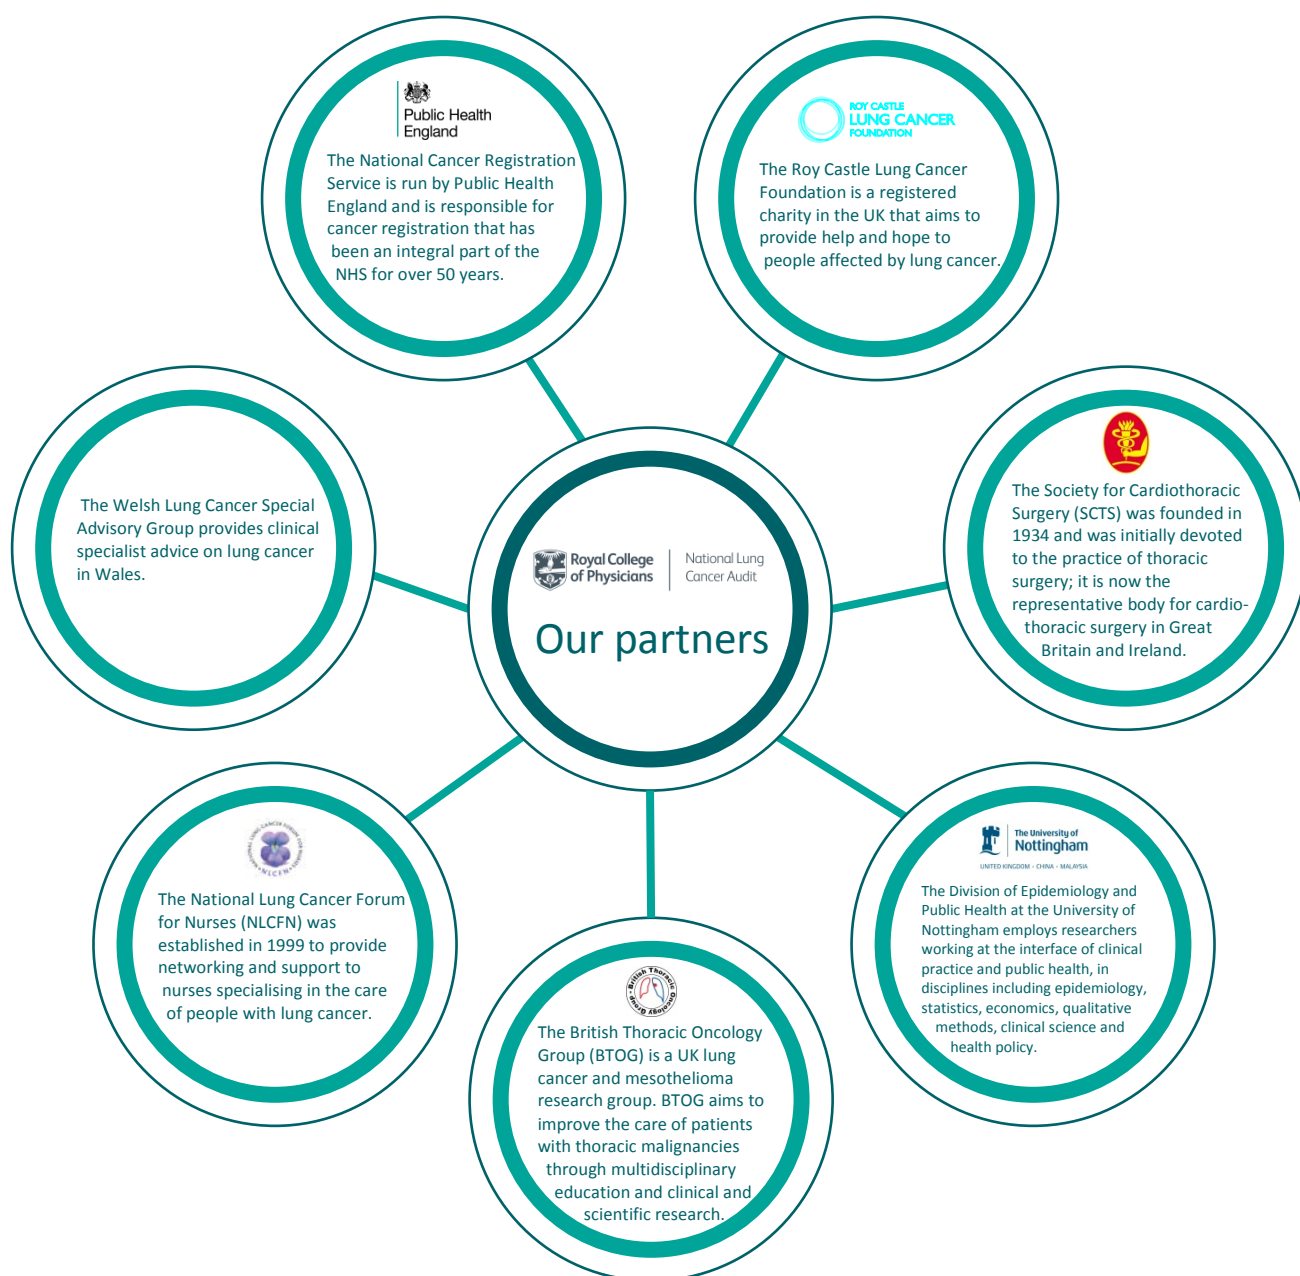 Public Health
England
The National Cancer Registration
Service is run by Public Health
England and is responsible for
cancer registration that has
been an integral part of the
NHS for over 50 years.
ROY CASTLE
LUNG CANCER
FOUNDATION
The Roy Castle Lung Cancer
Foundation is a registered
charity in the UK that aims to
provide help and hope to
people affected by lung cancer.
The Welsh Lung Cancer Special
Advisory Group provides clinical
specialist advice on lung cancer
in Wales.
Royal College
of Physicians
National Lung
Cancer Audit
Our partners
The Society for Cardiothoracic
Surgery (SCTS) was founded in
1934 and was initially devoted
to the practice of thoracic
surgery; it is now the
representative body for cardio-
thoracic surgery in Great
Britain and Ireland.
NATIONAL LUNG CANCER FORUM FOR NURSES
NLCFN
The National Lung Cancer Forum
for Nurses (NLCFN) was
established in 1999 to provide
networking and support to
nurses specialising in the care
of people with lung cancer.
British Thoracic Oncology Group
The British Thoracic Oncology
Group (BTOG) is a UK lung
cancer and mesothelioma
research group. BTOG aims to
improve the care of patients
with thoracic malignancies
through multidisciplinary
education and clinical and
scientific research.
The University of
Nottingham
UNITED KINGDOM • CHINA • MALAYSIA
The Division of Epidemiology and
Public Health at the University of
Nottingham employs researchers
working at the interface of clinical
practice and public health, in
disciplines including epidemiology,
statistics, economics, qualitative
methods, clinical science and
health policy.